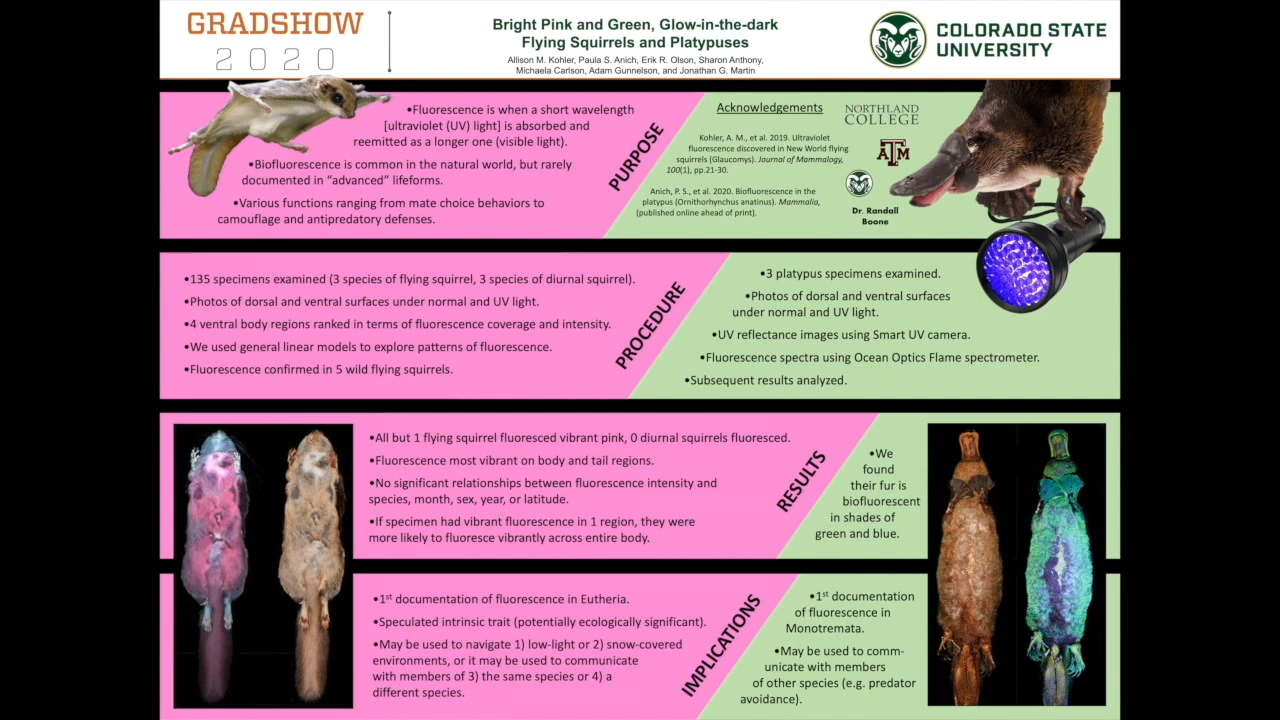 GRADSHOW
2020
Bright Pink and Green, Glow-in-the-dark
Flying Squirrels and Platypuses
Allison M. Kohler, Paula S. Anich, Erik R. Olson, Sharon Anthony,
Michaela Carlson, Adam Gunnelson, and Jonathan G. Martin
COLORADO STATE
UNIVERSITY
•Fluorescence is when a short wavelength
[ultraviolet (UV) light] is absorbed and
reemitted as a longer one (visible light).
•Biofluorescence is common in the natural world, but rarely
documented in “advanced” lifeforms.
•Various functions ranging from mate choice behaviors to
camouflage and antipredatory defenses.
PURPOSE
Acknowledgements
Kohler, A. M., et al. 2019. Ultraviolet
fluorescence discovered in New World flying
squirrels (Glaucomys). Journal of Mammalogy,
100(1), pp.21-30.
Anich, P. S., et al. 2020. Biofluorescence in the
platypus (Ornithorhynchus anatinus). Mammalia,
(published online ahead of print).
NORTHLAND
COLLEGE
ATM
Dr. Randall
Boone
•135 specimens examined (3 species of flying squirrel, 3 species of diurnal squirrel).
•Photos of dorsal and ventral surfaces under normal and UV light.
•4 ventral body regions ranked in terms of fluorescence coverage and intensity.
•We used general linear models to explore patterns of fluorescence.
•Fluorescence confirmed in 5 wild flying squirrels.
PROCEDURE
•3 platypus specimens examined.
•Photos of dorsal and ventral surfaces
under normal and UV light.
•UV reflectance images using Smart UV camera.
•Fluorescence spectra using Ocean Optics Flame spectrometer.
•Subsequent results analyzed.
•All but 1 flying squirrel fluoresced vibrant pink, 0 diurnal squirrels fluoresced.
•Fluorescence most vibrant on body and tail regions.
•No significant relationships between fluorescence intensity and
species, month, sex, year, or latitude.
•If specimen had vibrant fluorescence in 1 region, they were
more likely to fluoresce vibrantly across entire body.
RESULTS
•We
found
their fur is
biofluorescent
in shades of
green and blue.
•1st documentation of fluorescence in Eutheria.
•Speculated intrinsic trait (potentially ecologically significant).
•May be used to navigate 1) low-light or 2) snow-covered
environments, or it may be used to communicate
with members of 3) the same species or 4) a
different species.
IMPLICATIONS
•1st documentation
of fluorescence in
Monotremata.
•May be used to comm-
unicate with members
of other species (e.g. predator
avoidance).